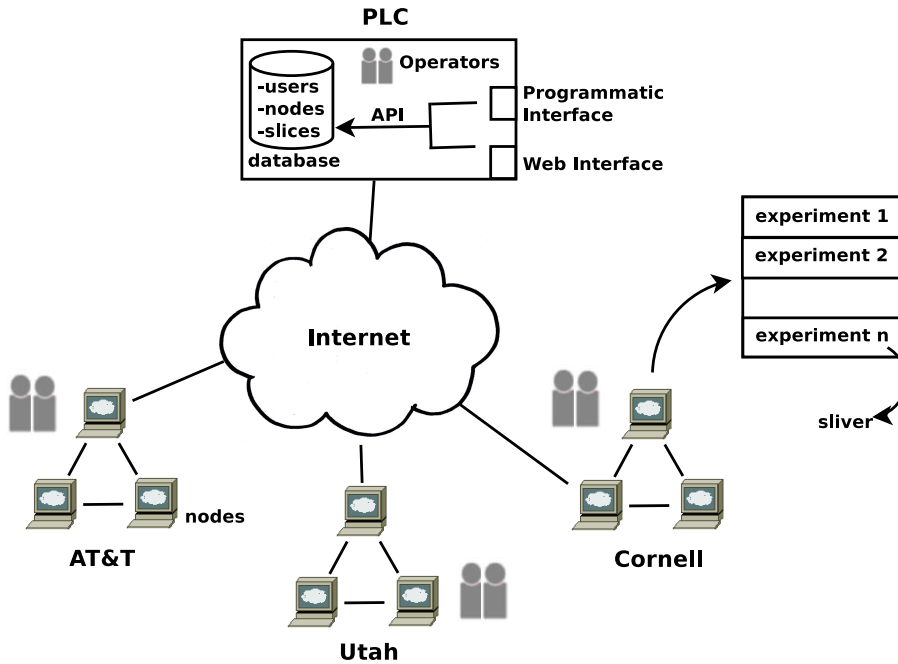 PLC
Operators
-users
-nodes
-slices
database
API
Programmatic
Interface
Web Interface
experiment 1
experiment 2
experiment n
sliver
Internet
nodes
AT&T
Utah
Cornell